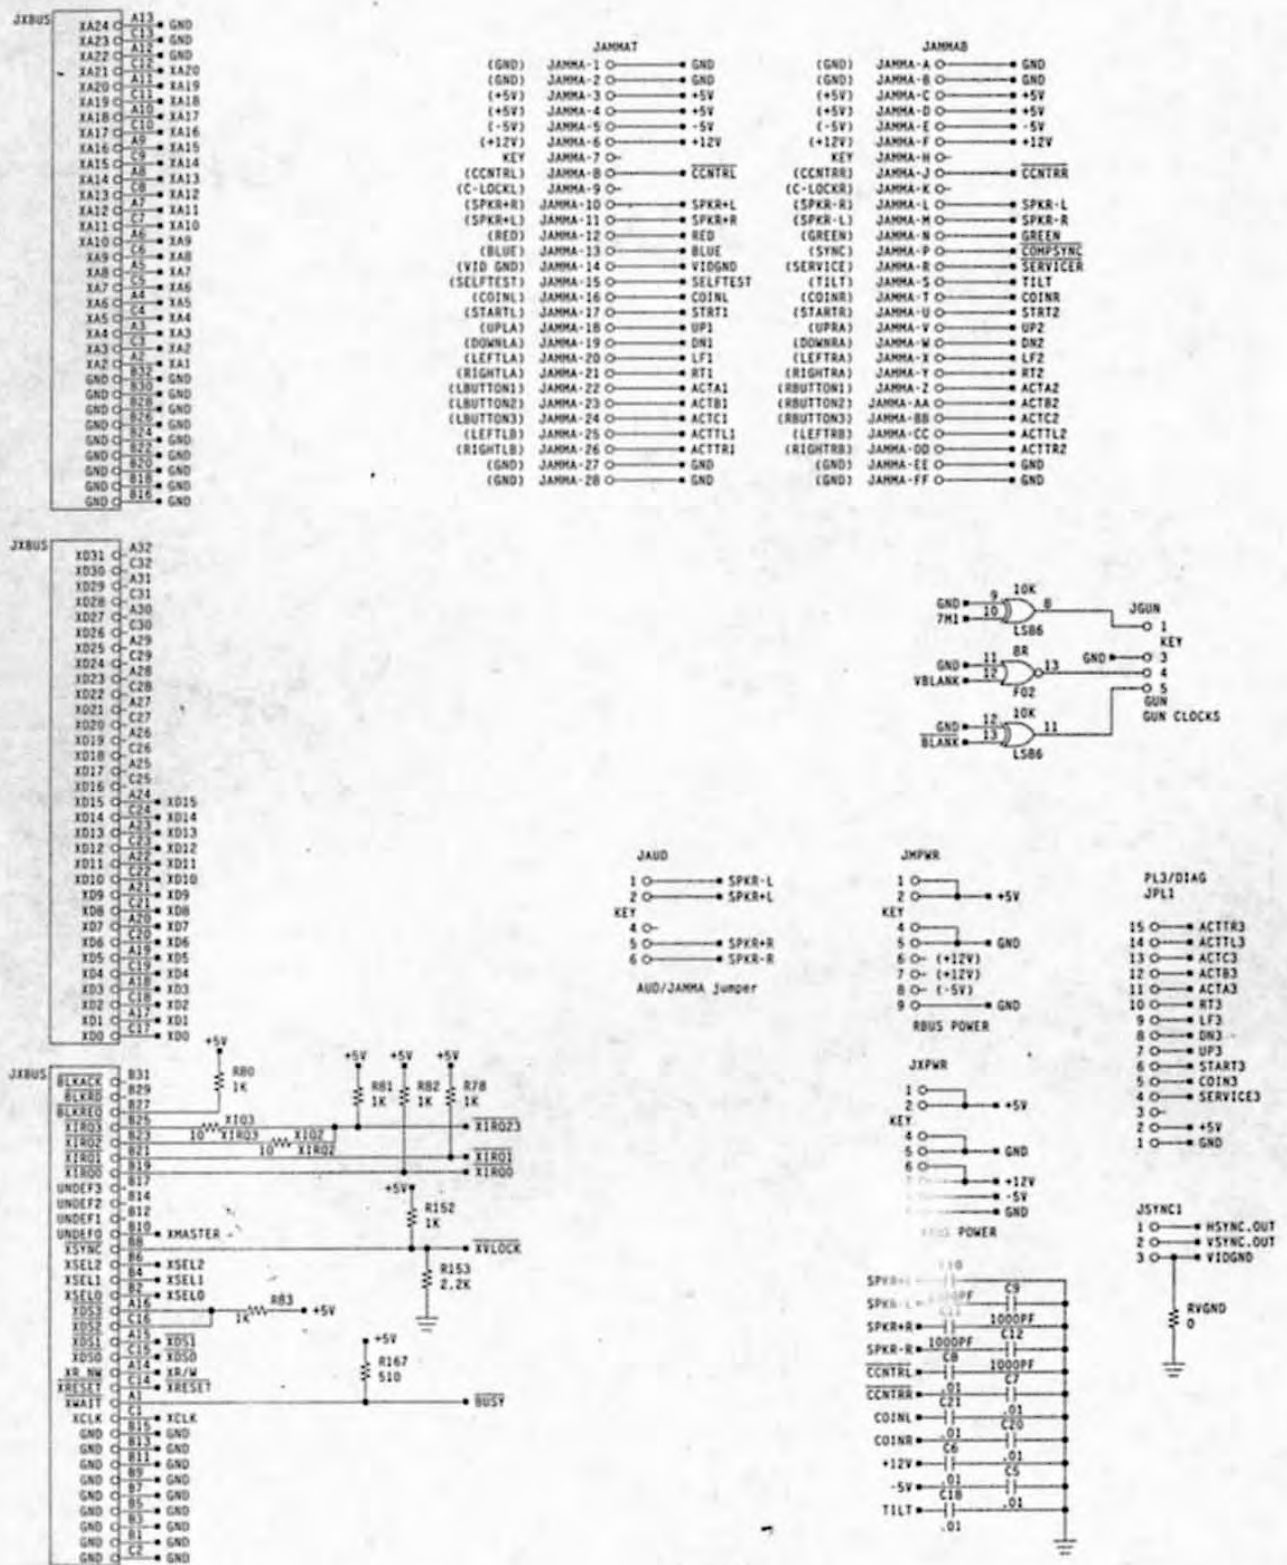 JXBUS
XA24 A13 GND
XA23 C13 GND
XA22 A12 GND
XA21 C12 XA20
XA20 A11 XA19
XA19 C11 XA18
XA18 A10 XA17
XA17 C10 XA16
XA16 A9 XA15
XA15 C9 XA14
XA14 A8 XA13
XA13 C8 XA12
XA12 A7 XA11
XA11 C7 XA10
XA10 A6 XA9
XA9 C6 XA8
XA8 A5 XA7
XA7 C5 XA6
XA6 A4 XA5
XA5 C4 XA4
XA4 A3 XA3
XA3 C3 XA2
XA2 A2 XA1
GND B32 GND
GND B30 GND
GND B28 GND
GND B26 GND
GND B24 GND
GND B22 GND
GND B20 GND
GND B18 GND
GND B16 GND
JAMMAT
(GND) JAMMA-1 GND
(GND) JAMMA-2 GND
(+5V) JAMMA-3 +5V
(+5V) JAMMA-4 +5V
(-5V) JAMMA-5 -5V
(+12V) JAMMA-6 +12V
KEY JAMMA-7
(CCNTRL) JAMMA-8 CCNTRL
(C-LOCKL) JAMMA-9
(SPKR+R) JAMMA-10 SPKR+L
(SPKR+L) JAMMA-11 SPKR+R
(RED) JAMMA-12 RED
(BLUE) JAMMA-13 BLUE
(VID GND) JAMMA-14 VIDGND
(SELFTEST) JAMMA-15 SELFTEST
(COINL) JAMMA-16 COINL
(STARTL) JAMMA-17 STRT1
(UPLA) JAMMA-18 UP1
(DOWNLA) JAMMA-19 DN1
(LEFTLA) JAMMA-20 LF1
(RIGHTLA) JAMMA-21 RT1
(LBUTTON1) JAMMA-22 ACTA1
(LBUTTON2) JAMMA-23 ACTB1
(LBUTTON3) JAMMA-24 ACTC1
(LEFTLB) JAMMA-25 ACTTL1
(RIGHTLB) JAMMA-26 ACTTR1
(GND) JAMMA-27 GND
(GND) JAMMA-28 GND
JAMMAB
(GND) JAMMA-A GND
(GND) JAMMA-B GND
(+5V) JAMMA-C +5V
(+5V) JAMMA-D +5V
(-5V) JAMMA-E -5V
(+12V) JAMMA-F +12V
KEY JAMMA-H
(CCNTRR) JAMMA-J CCNTRR
(C-LOCKR) JAMMA-K
(SPKR-R) JAMMA-L SPKR-L
(SPKR-L) JAMMA-M SPKR-R
(GREEN) JAMMA-N GREEN
(SYNC) JAMMA-P COMPSYNC
(SERVICE) JAMMA-R SERVICER
(TILT) JAMMA-S TILT
(COINR) JAMMA-T COINR
(STARTR) JAMMA-U STRT2
(UPRA) JAMMA-V UP2
(DOWNRA) JAMMA-W DN2
(LEFTRA) JAMMA-X LF2
(RIGHTRA) JAMMA-Y RT2
(RBUTTON1) JAMMA-Z ACTA2
(RBUTTON2) JAMMA-AA ACTB2
(RBUTTON3) JAMMA-BB ACTC2
(LEFTRB) JAMMA-CC ACTTL2
(RIGHTRB) JAMMA-DD ACTTR2
(GND) JAMMA-EE GND
(GND) JAMMA-FF GND
JXBUS
XD31 A32
XD30 C32
XD29 A31
XD28 C31
XD27 A30
XD26 C30
XD25 A29
XD24 C29
XD23 A28
XD22 C28
XD21 A27
XD20 C27
XD19 A26
XD18 C26
XD17 A25
XD16 C25
XD15 A24 XD15
XD14 C24 XD14
XD13 A23 XD13
XD12 C23 XD12
XD11 A22 XD11
XD10 C22 XD10
XD9 A21 XD9
XD8 C21 XD8
XD7 A20 XD7
XD6 C20 XD6
XD5 A19 XD5
XD4 C19 XD4
XD3 A18 XD3
XD2 C18 XD2
XD1 A17 XD1
XD0 C17 XD0
GND 9 10K 8
7M1 10 LS86
GND 11 8R 13
VBLANK 12 F02
GND 12 10K 11
BLANK 13 LS86
JGUN
1
KEY
GND 3
4
5
GUN
GUN CLOCKS
JAUD
1 SPKR-L
2 SPKR+L
KEY
4
5 SPKR+R
6 SPKR-R
AUD/JAMMA jumper
JMPWR
1
2 +5V
KEY
4
5 GND
6 (+12V)
7 (+12V)
8 (-5V)
9 GND
RBUS POWER
PL3/DIAG
JPL1
15 ACTTR3
14 ACTTL3
13 ACTC3
12 ACTB3
11 ACTA3
10 RT3
9 LF3
8 DN3
7 UP3
6 START3
5 COIN3
4 SERVICE3
3
2 +5V
1 GND
JXBUS
BLKACK B31
BLKRD B29
BLKREQ B27
XIRQ3 B25
XIRQ2 B23
XIRQ1 B21
XIRQ0 B19
UNDEF3 B17
UNDEF2 B14
UNDEF1 B12
UNDEF0 B10 XMASTER
XSYNC B8
XSEL2 B6 XSEL2
XSEL1 B4 XSEL1
XSEL0 B2 XSEL0
XDS3 A16
XDS2 C16
XDS1 A15 XDS1
XDS0 C15 XDS0
XR_NW A14 XR/W
XRESET C14 XRESET
XWAIT A1
XCLK C1 XCLK
GND B15 GND
GND B13 GND
GND B11 GND
GND B9 GND
GND B7 GND
GND B5 GND
GND B3 GND
GND B1 GND
GND C2 GND
+5V
R80
1K
+5V +5V +5V
R81 R82 R78
1K 1K 1K
XIQ3
10 XIRQ3
XIQ2
10 XIRQ2
XIRQ23
XIRQ1
XIRQ0
+5V
R152
1K
XVLOCK
R153
2.2K
R83
1K +5V
+5V
R167
510
BUSY
JXPWR
1
2 +5V
KEY
4
5 GND
6
+12V
-5V
GND
POWER
JSYNC1
1 HSYNC.OUT
2 VSYNC.OUT
3 VIDGND
RVGND
0
C9
1000PF
SPKR+R
SPKR-R 1000PF C12
CCNTRL C8 1000PF
CCNTRR .01 C7
COINL C21 .01
COINR .01 C20
+12V C6 .01
-5V .01 C5
TILT C18 .01
.01